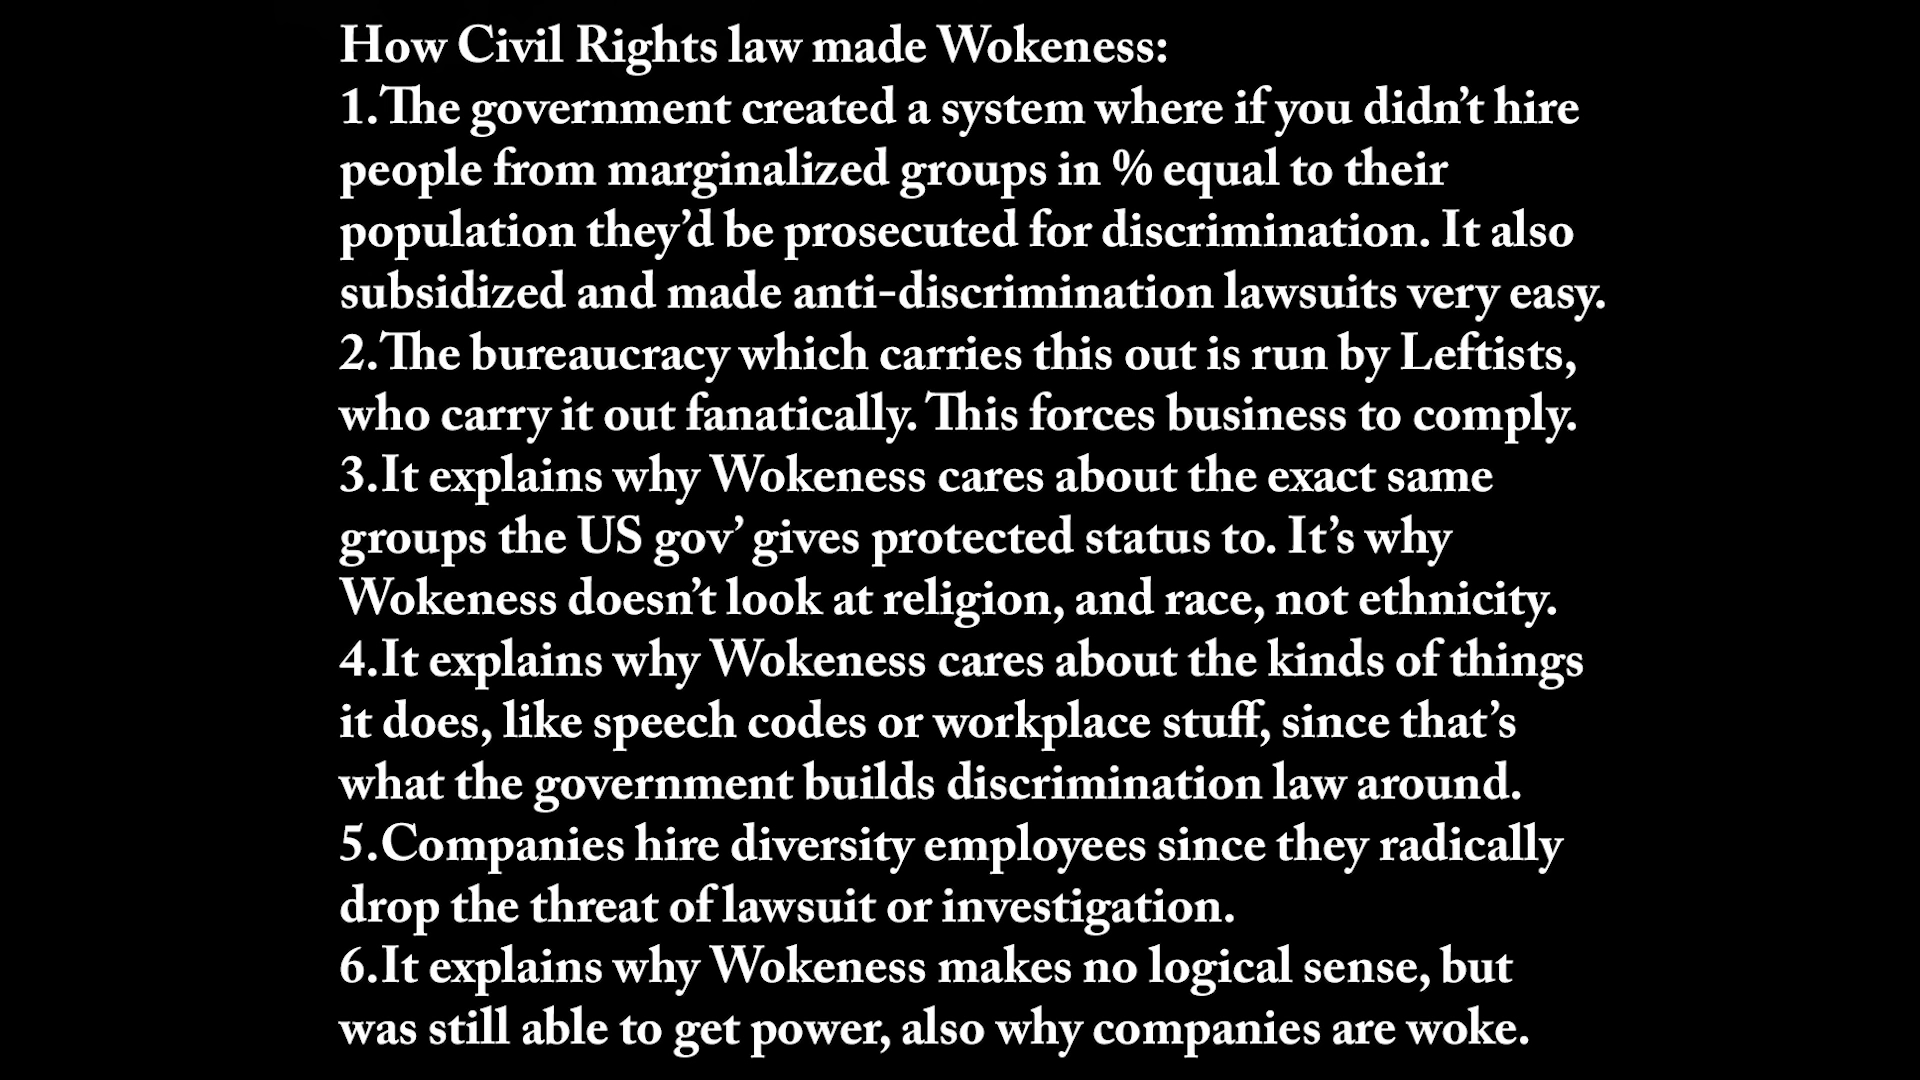 How Civil Rights law made Wokeness:
1.The government created a system where if you didn’t hire
people from marginalized groups in % equal to their
population they’d be prosecuted for discrimination. It also
subsidized and made anti-discrimination lawsuits very easy.
2.The bureaucracy which carries this out is run by Leftists,
who carry it out fanatically. This forces business to comply.
3.It explains why Wokeness cares about the exact same
groups the US gov’ gives protected status to. It’s why
Wokeness doesn’t look at religion, and race, not ethnicity.
4.It explains why Wokeness cares about the kinds of things
it does, like speech codes or workplace stuff, since that’s
what the government builds discrimination law around.
5.Companies hire diversity employees since they radically
drop the threat of lawsuit or investigation.
6.It explains why Wokeness makes no logical sense, but
was still able to get power, also why companies are woke.